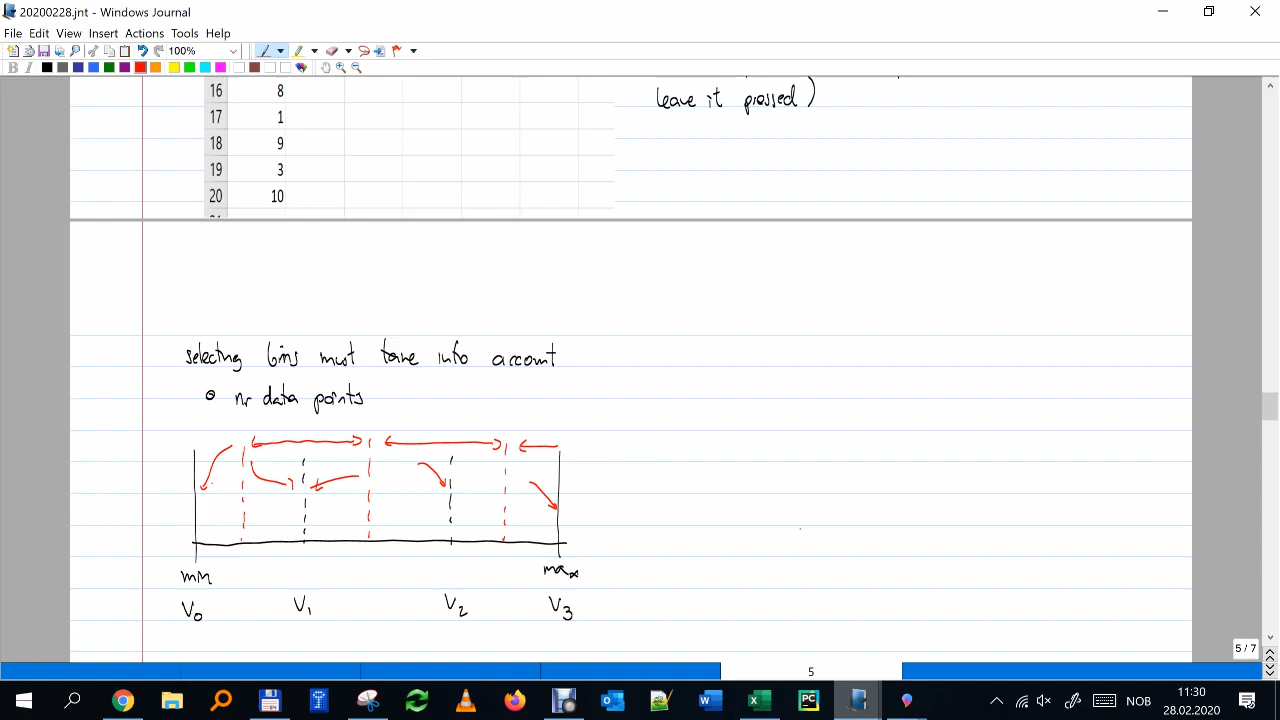 20200228.jnt - Windows Journal
File Edit View Insert Actions Tools Help
100%
B I
16 8
17 1
18 9
19 3
20 10
leave it pressed)
selecting bins must take into account
nr data points
min max
V0 V1 V2 V3
5 / 7
5
NOB
11:30
28.02.2020